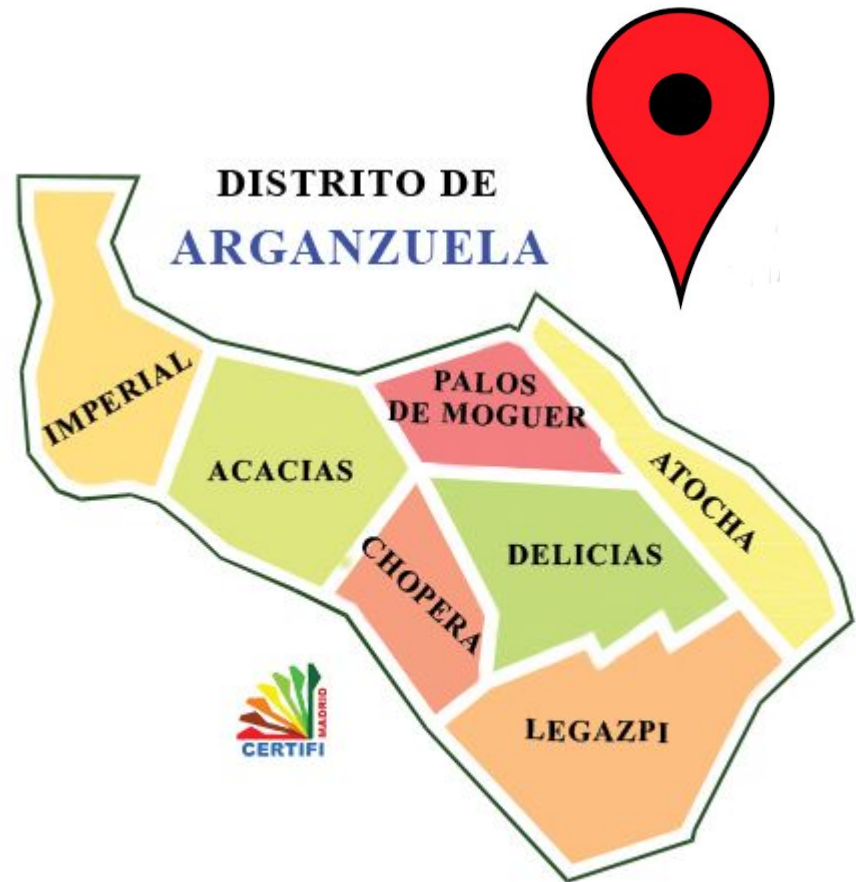 DISTRITO DE
ARGANZUELA
IMPERIAL
ACACIAS
PALOS
DE MOGUER
ATOCHA
CHOPERA
DELICIAS
LEGAZPI
MADRID
CERTIFI